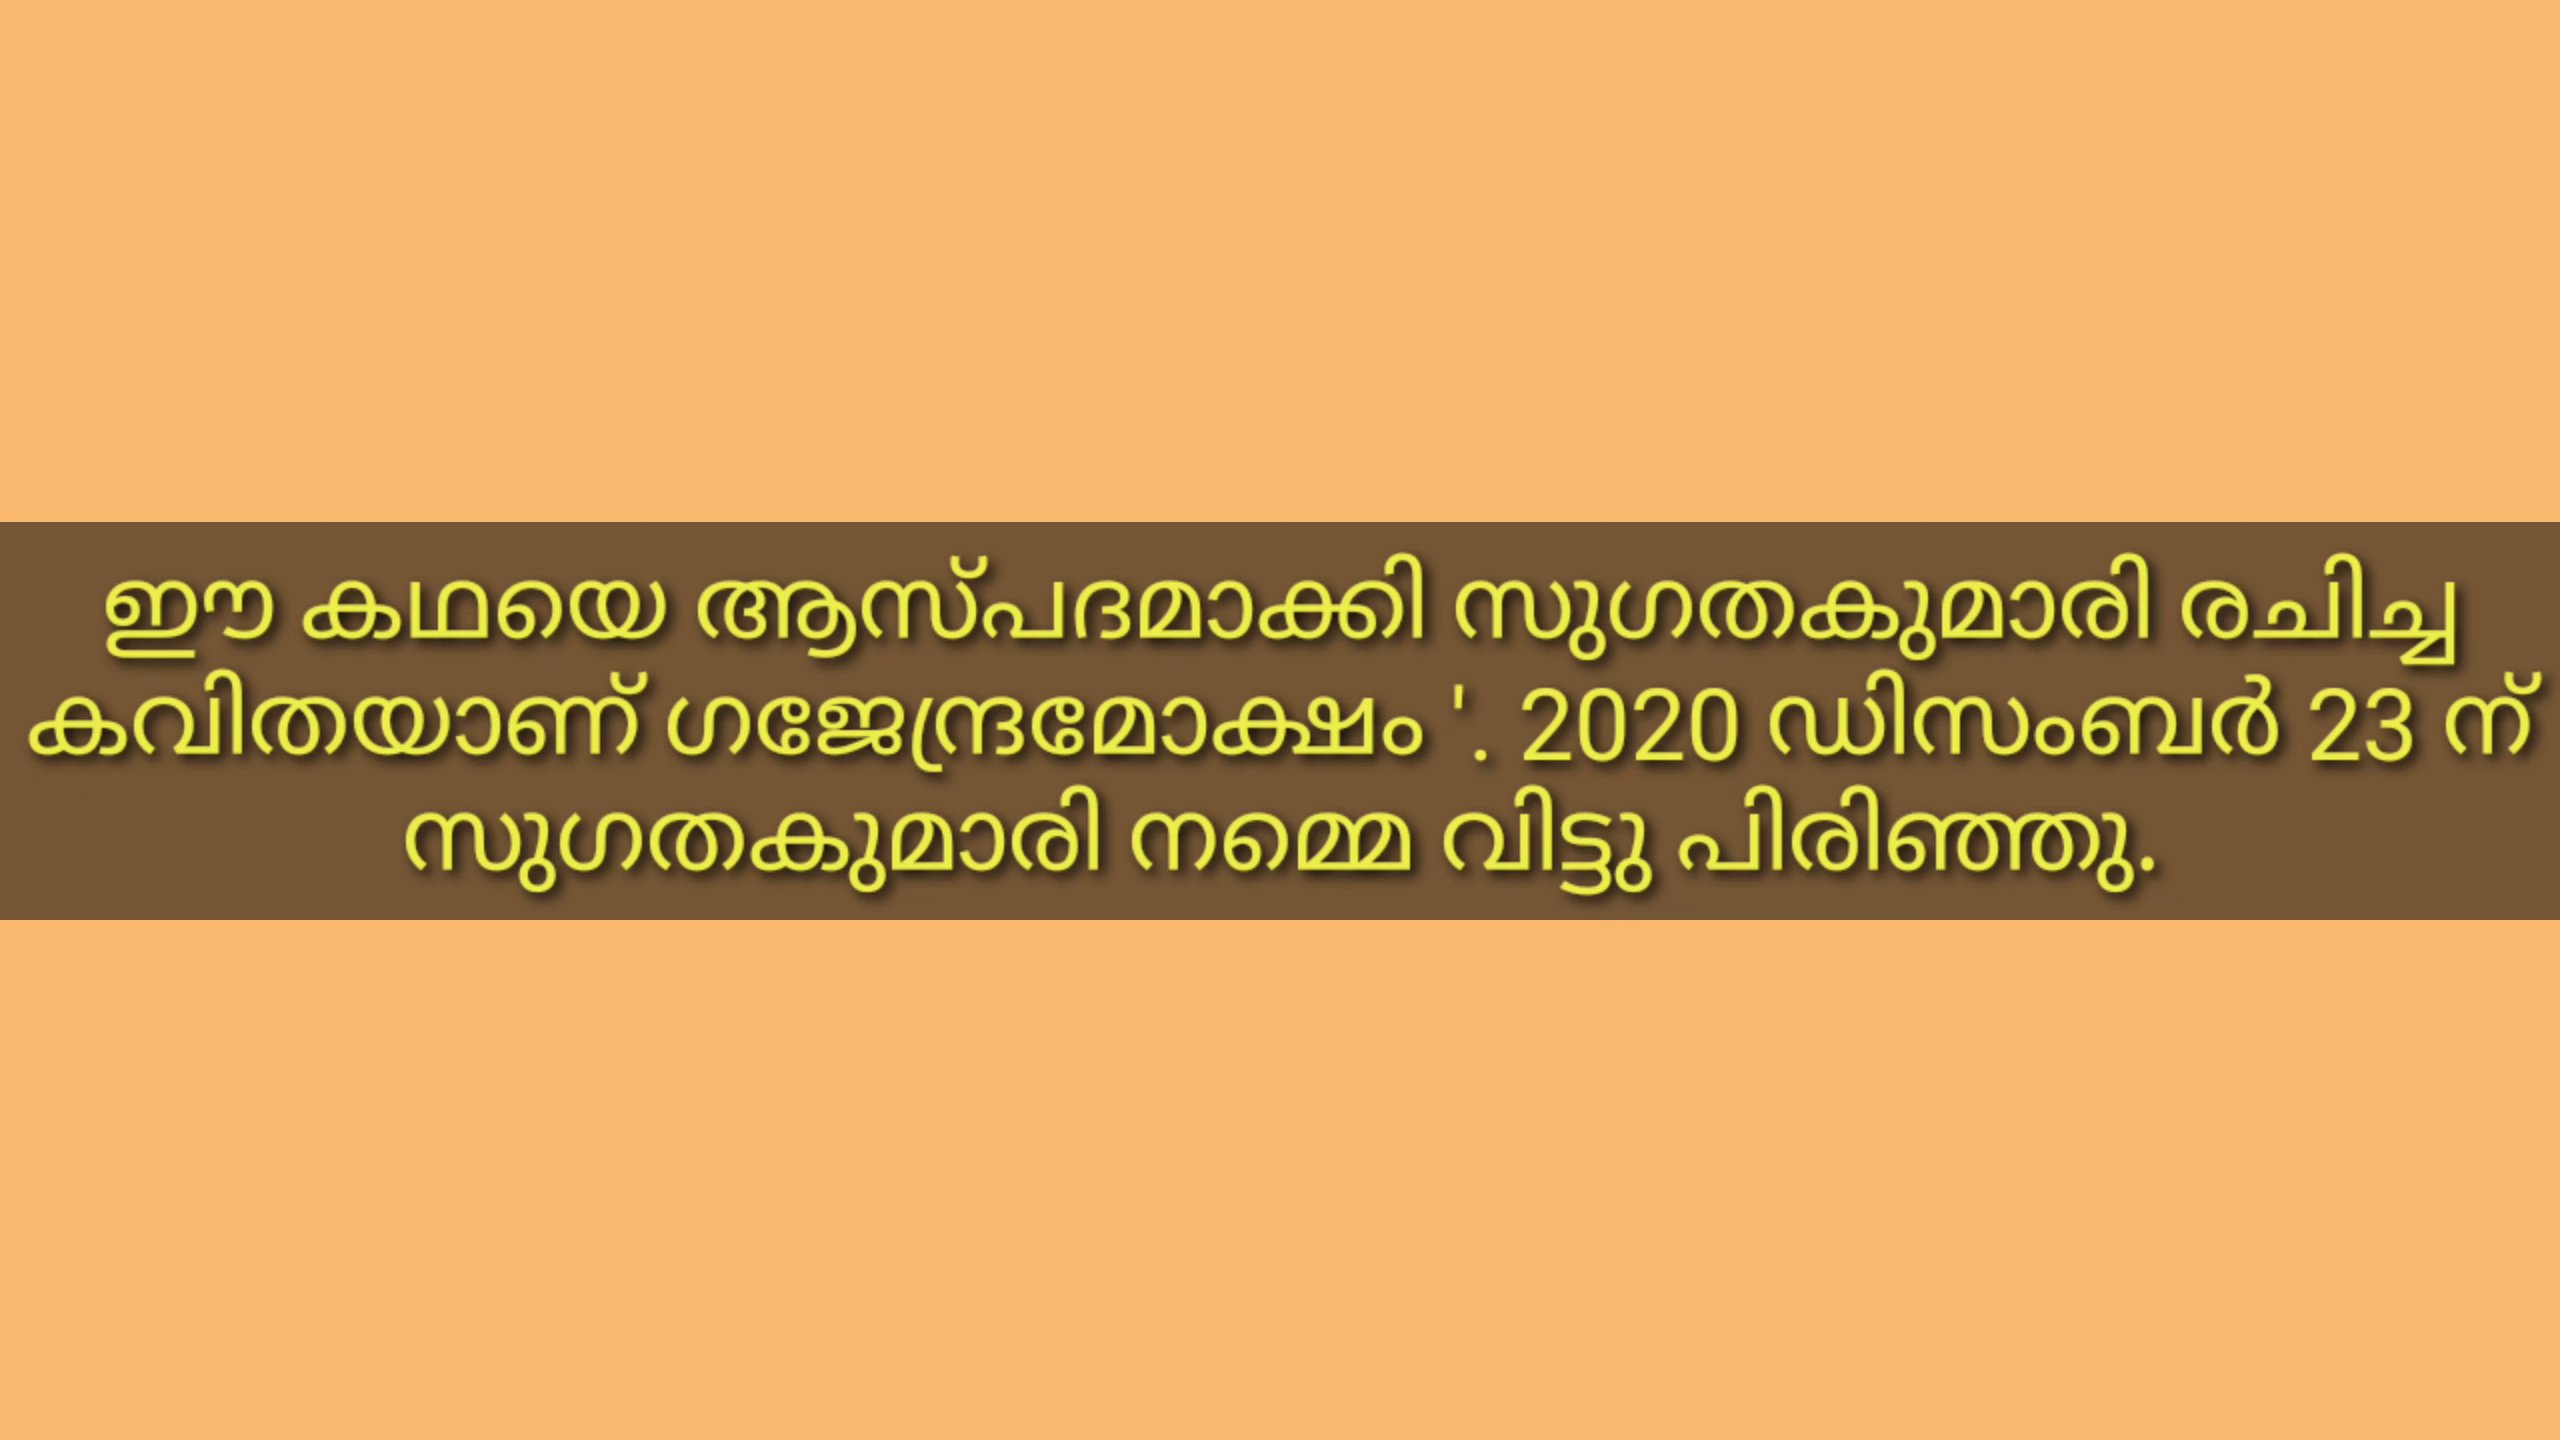 ഈ കഥയെ ആസ്പദമാക്കി സുഗതകുമാരി രചിച്ച
കവിതയാണ് ഗജേന്ദ്രമോക്ഷം '. 2020 ഡിസംബർ 23 ന്
സുഗതകുമാരി നമ്മെ വിട്ടു പിരിഞ്ഞു.